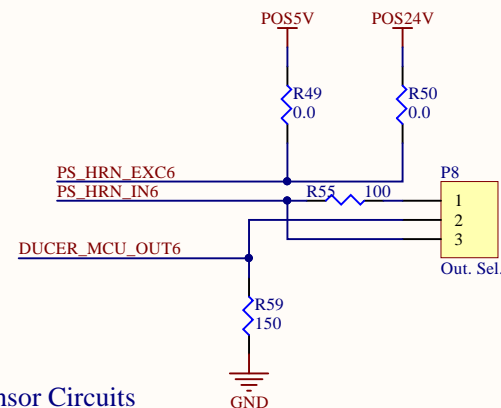 POS5V POS24V
R49 R50
0.0 0.0
PS_HRN_EXC6 P8
PS_HRN_IN6 R55 100 1
2
DUCER_MCU_OUT6 3
Out. Sel.
R59
150
nsor Circuits
GND